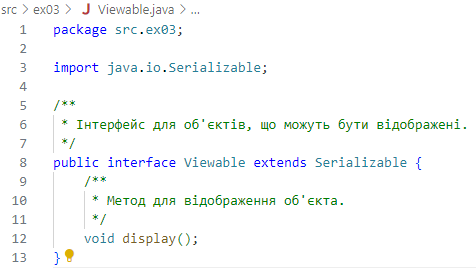 src > ex03 > J Viewable.java > ...
1 package src.ex03;
2
3 import java.io.Serializable;
4
5 /**
6 * Інтерфейс для об'єктів, що можуть бути відображені.
7 */
8 public interface Viewable extends Serializable {
9 /**
10 * Метод для відображення об'єкта.
11 */
12 void display();
13 }